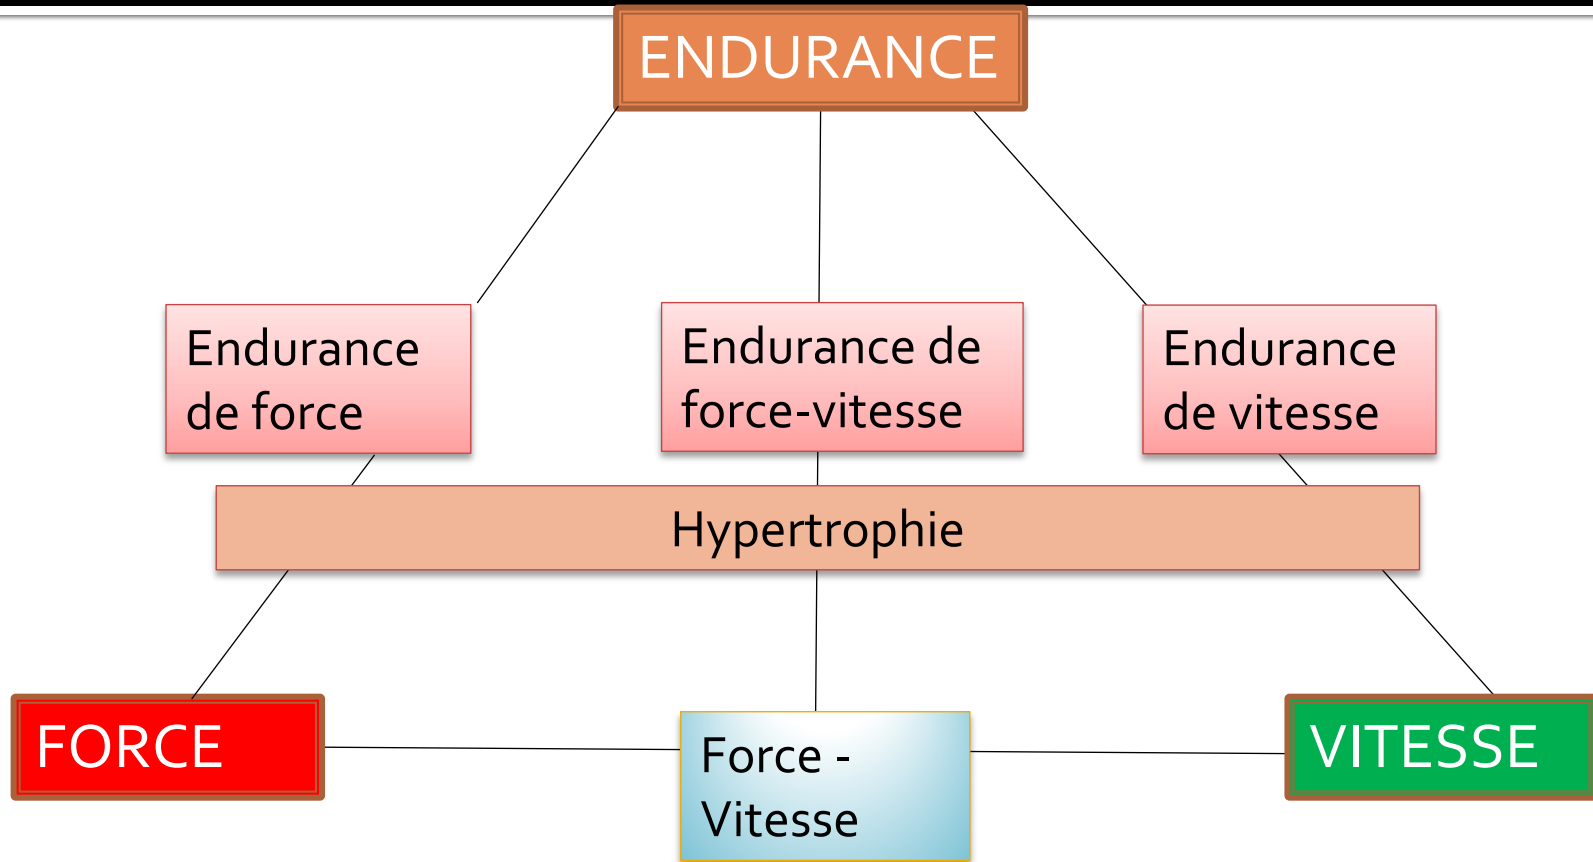 ENDURANCE
Endurance
de force
Endurance de
force-vitesse
Endurance
de vitesse
Hypertrophie
FORCE
Force -
Vitesse
VITESSE